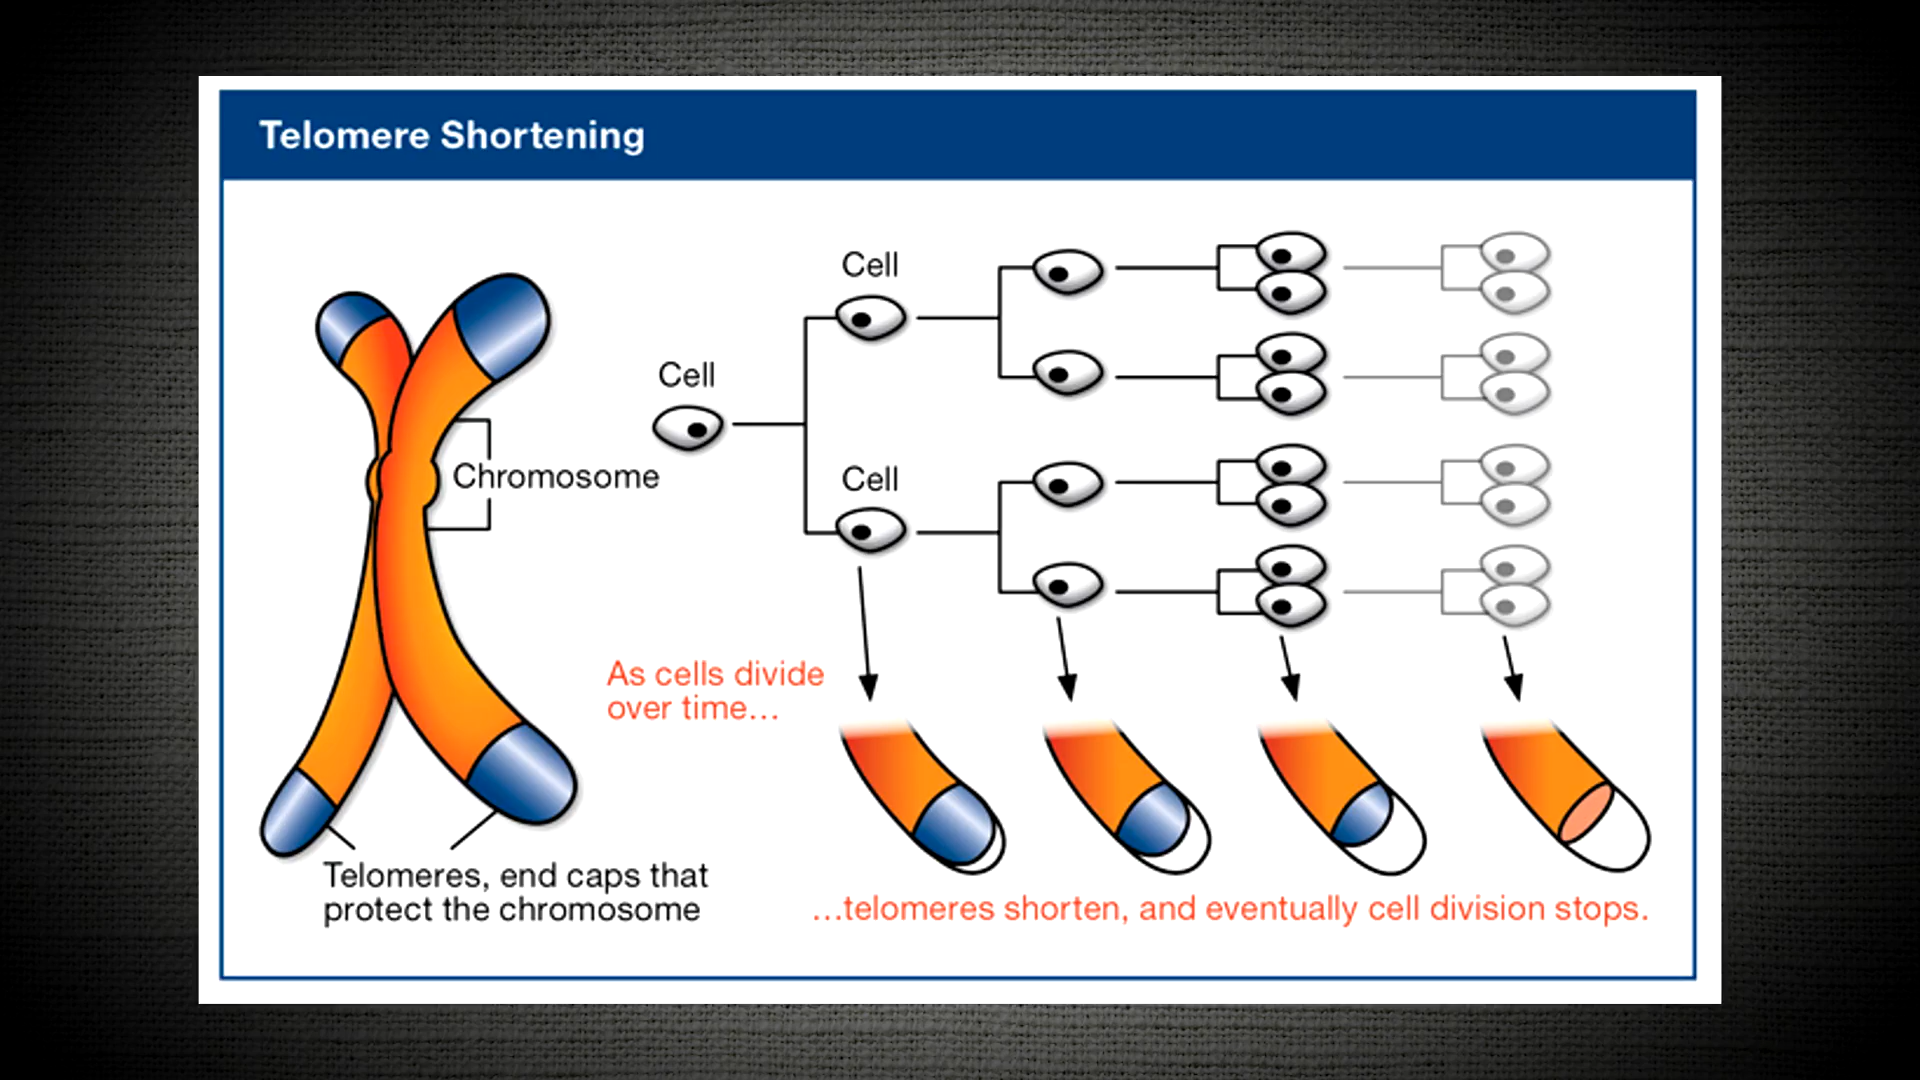 Telomere Shortening
Cell
Cell
Cell
Chromosome
As cells divide
over time...
Telomeres, end caps that
protect the chromosome
...telomeres shorten, and eventually cell division stops.